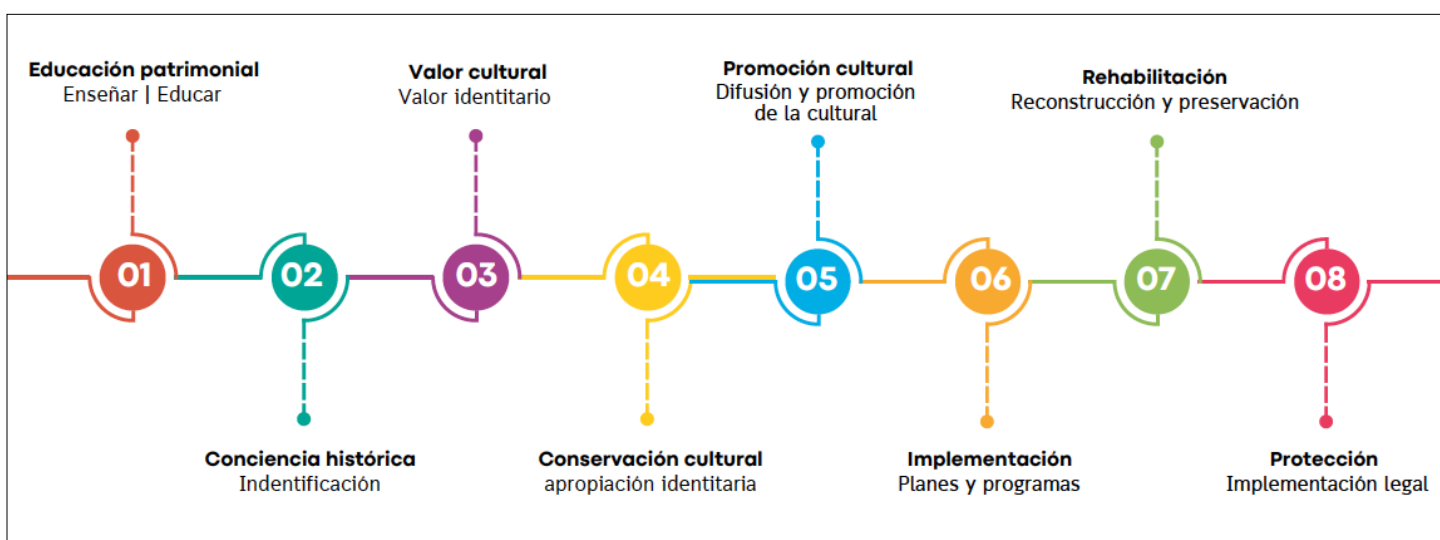 Educación patrimonial
Enseñar | Educar
Valor cultural
Valor identitario
Promoción cultural
Difusión y promoción
de la cultural
Rehabilitación
Reconstrucción y preservación
01
02
03
04
05
06
07
08
Conciencia histórica
Indentificación
Conservación cultural
apropiación identitaria
Implementación
Planes y programas
Protección
Implementación legal